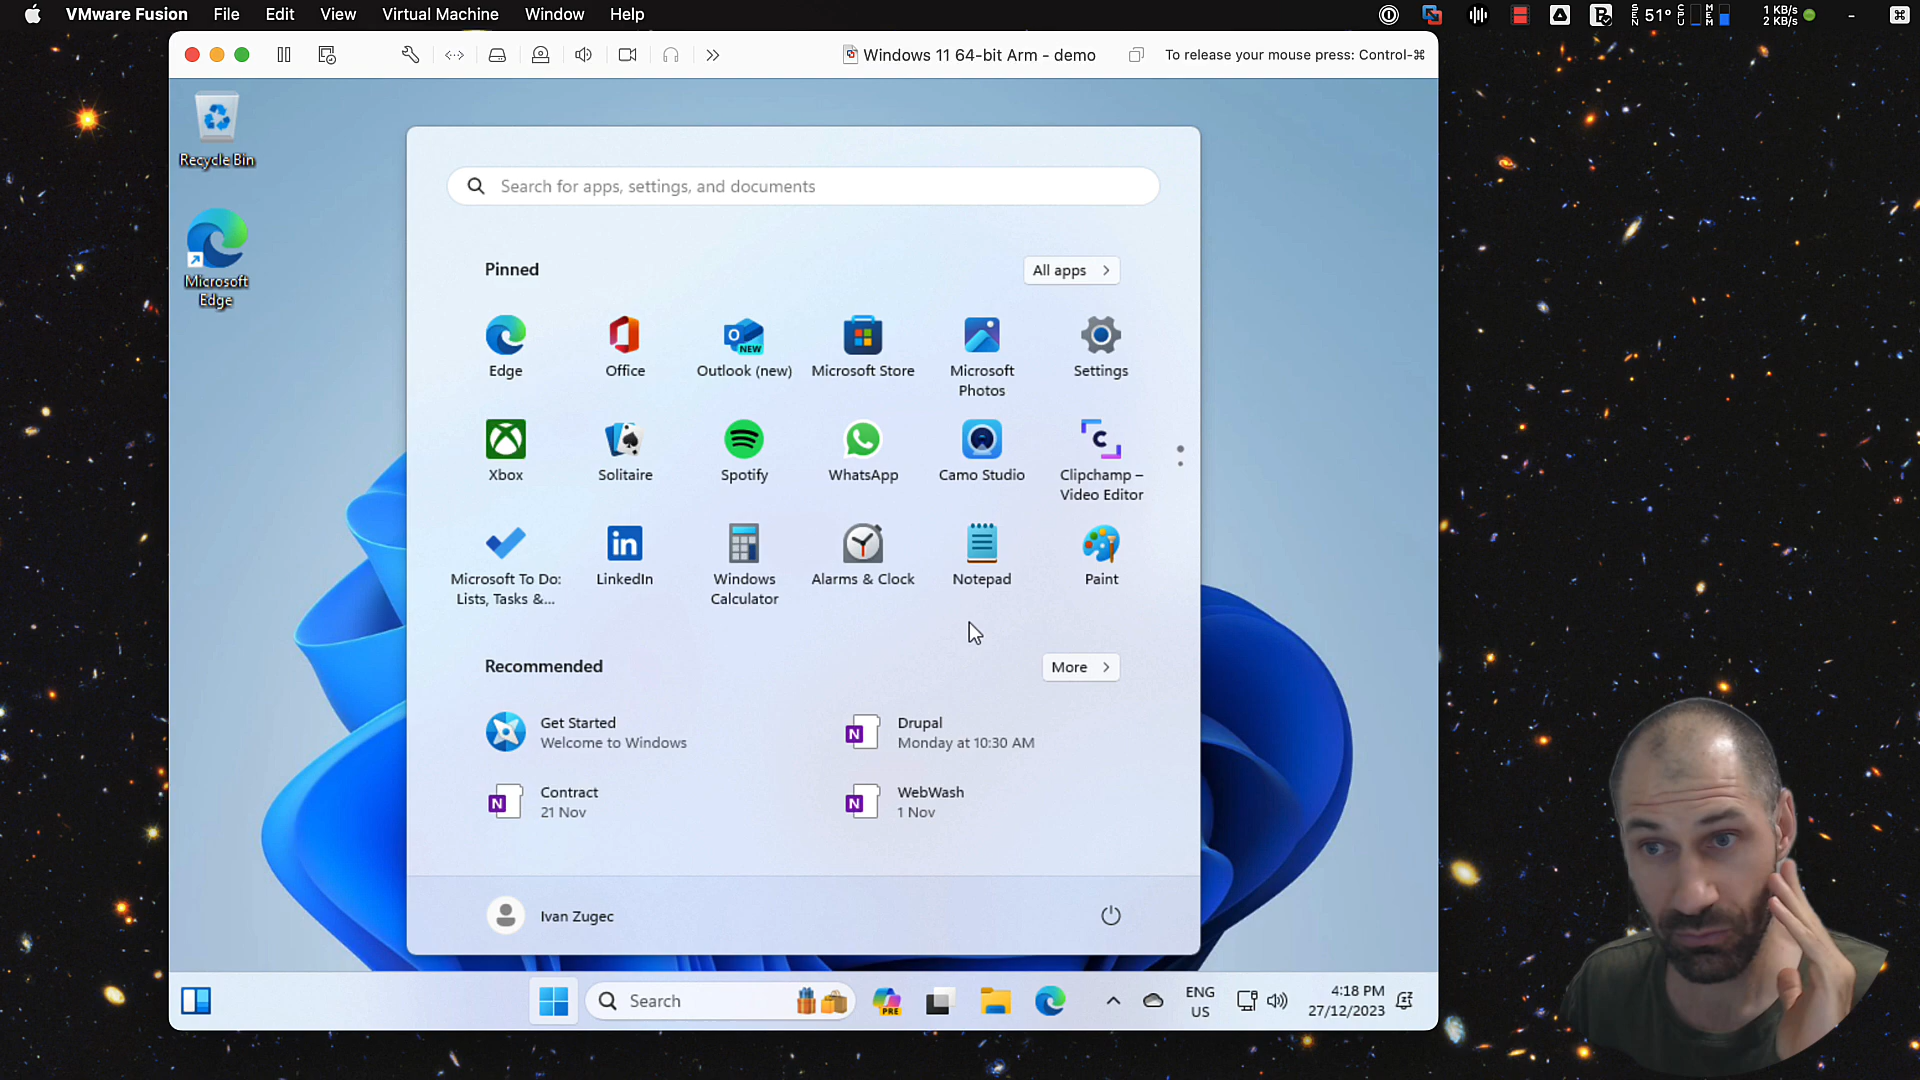 VMware Fusion File Edit View Virtual Machine Window Help
SEN 51° CPU MEM 1 KB/s
2 KB/s
Windows 11 64-bit Arm - demo
To release your mouse press: Control-⌘
Recycle Bin
Microsoft
Edge
Search for apps, settings, and documents
Pinned
All apps
Edge
Office
NEW
Outlook (new)
Microsoft Store
Microsoft
Photos
Settings
Xbox
Solitaire
Spotify
WhatsApp
Camo Studio
Clipchamp –
Video Editor
Microsoft To Do:
Lists, Tasks &...
LinkedIn
Windows
Calculator
Alarms & Clock
Notepad
Paint
Recommended
More
Get Started
Welcome to Windows
Drupal
Monday at 10:30 AM
Contract
21 Nov
WebWash
1 Nov
Ivan Zugec
Search
PRE
ENG
US
4:18 PM
27/12/2023